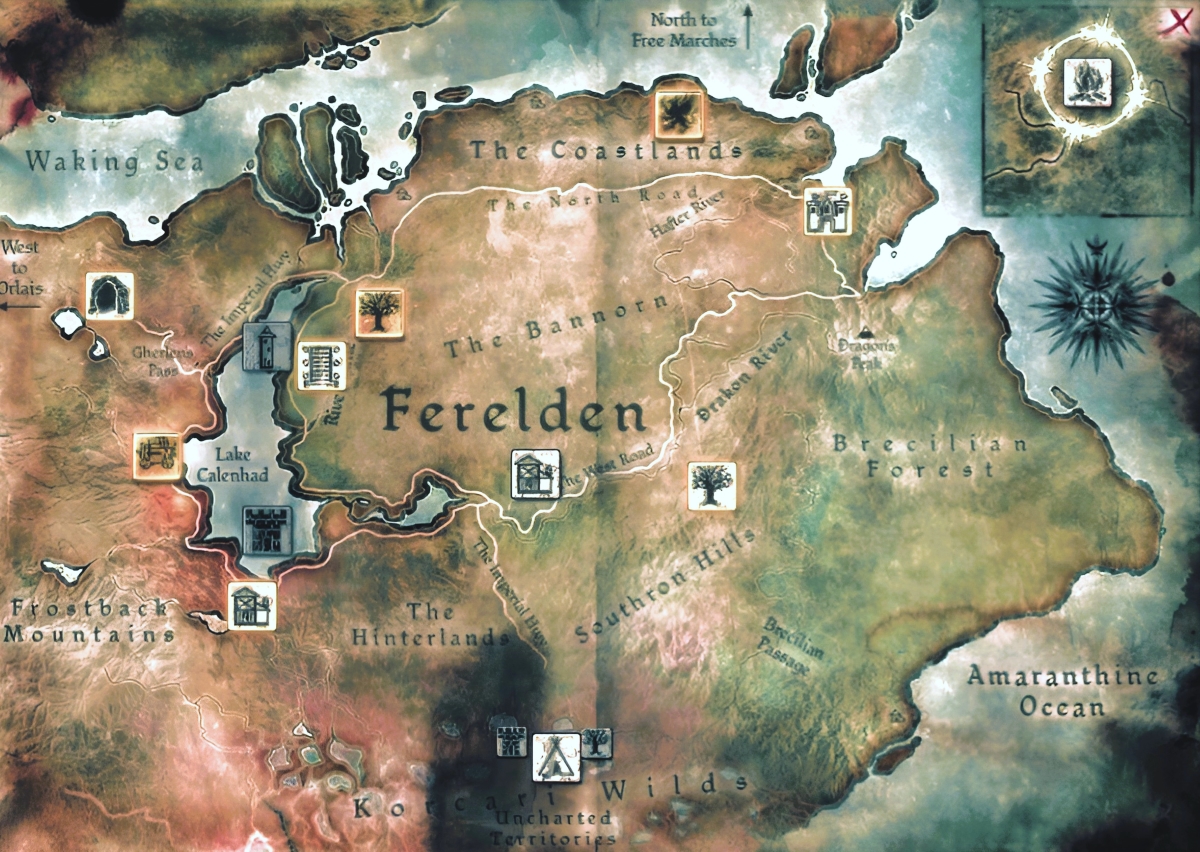 North to
Free Marches
Waking Sea
The Coastlands
The North Road
Hafter River
West
to
Orlais
The Imperial Hwy
Gherlens
Pass
The Bannorn
Dragon's
Peak
Drakon River
Ferelden
Brecilian
Forest
Lake
Calenhad
The West Road
The Imperial Hwy
Southron Hills
Frostback
Mountains
The
Hinterlands
Brecilian
Passage
Amaranthine
Ocean
Korcari Wilds
Uncharted
Territories